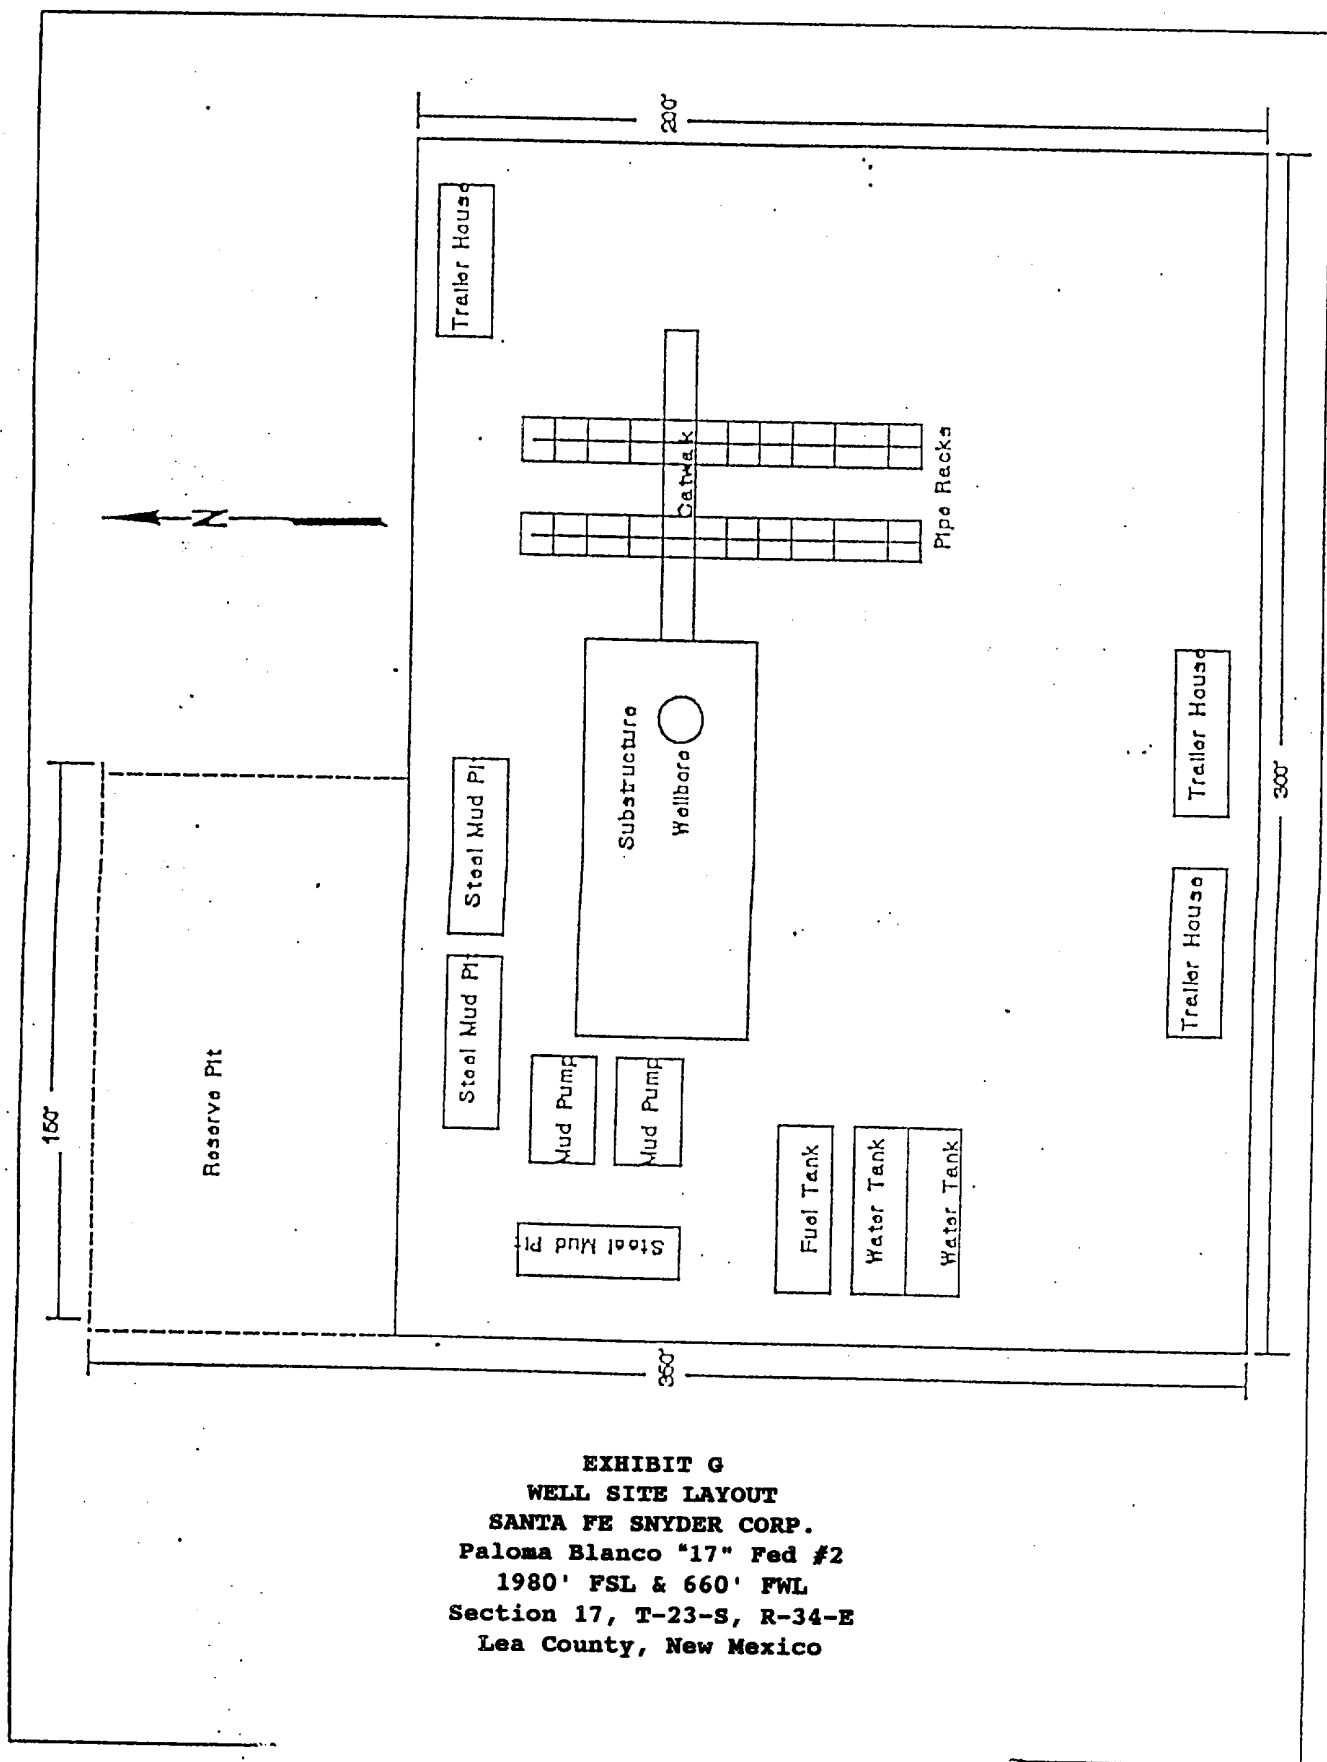 200'
Trailer House
Catwak
Pipe Racks
N
Substructure
Wellbore
Trailer House
300'
Steel Mud Pit
Trailer House
150'
Reserve Pit
Steel Mud Pit
Mud Pump
Mud Pump
Fuel Tank
Water Tank
Water Tank
Steel Mud Pit
350'
EXHIBIT G
WELL SITE LAYOUT
SANTA FE SNYDER CORP.
Paloma Blanco "17" Fed #2
1980' FSL & 660' FWL
Section 17, T-23-S, R-34-E
Lea County, New Mexico